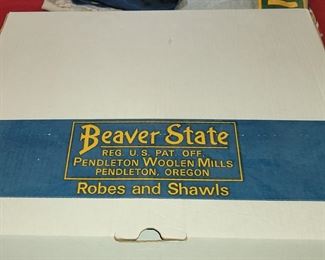 Beaver State
REG. U.S. PAT. OFF.
PENDLETON WOOLEN MILLS
PENDLETON, OREGON
Robes and Shawls